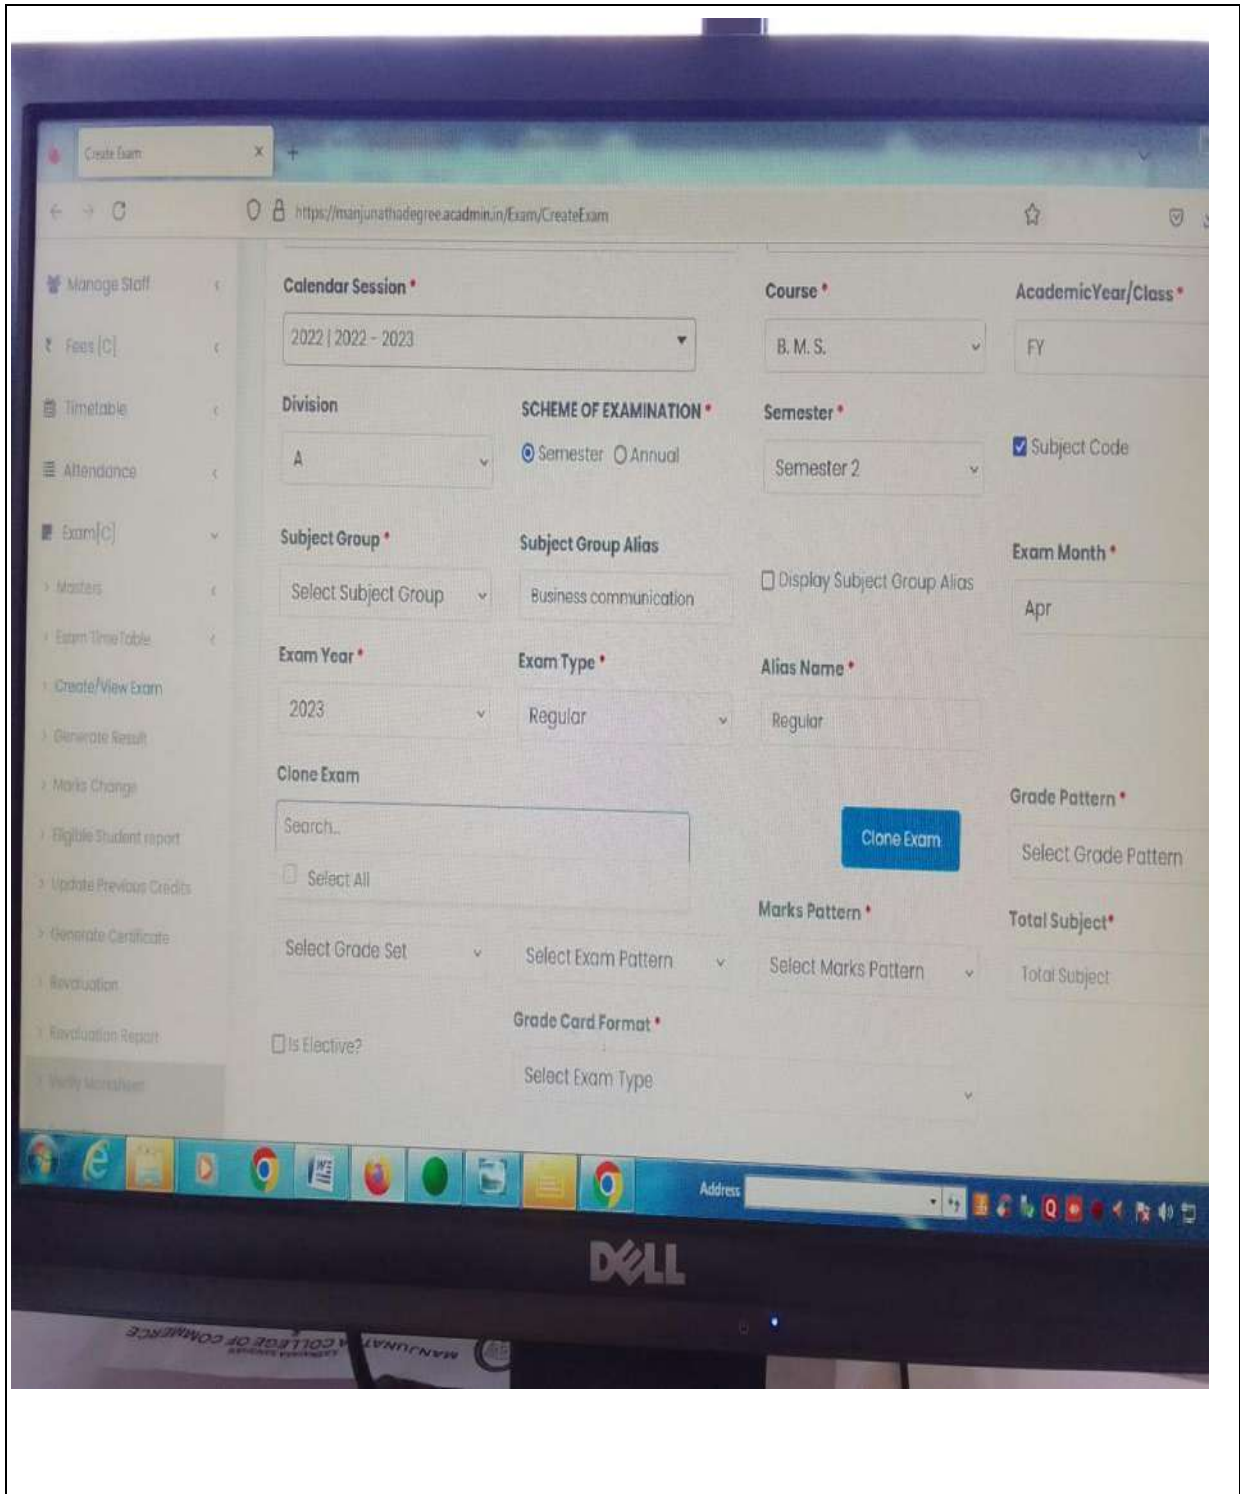 Create Exam
https://manjunathadegree.acadmin.in/Exam/CreateExam
Manage Staff
Fees [C]
Timetable
Attendance
Exam[C]
Masters
Exam Time Table
Create/View Exam
Generate Result
Marks Change
Eligible Student report
Update Previous Credits
Generate Certificate
Revaluation
Revaluation Report
Verify Marksheet
Calendar Session * Course * AcademicYear/Class *
2022 | 2022 - 2023 B. M. S. FY
Division SCHEME OF EXAMINATION * Semester *
A Semester Annual Semester 2 Subject Code
Subject Group * Subject Group Alias Exam Month *
Select Subject Group Business communication Display Subject Group Alias Apr
Exam Year * Exam Type * Alias Name *
2023 Regular Regular
Clone Exam Grade Pattern *
Search.. Clone Exam Select Grade Pattern
Select All
Marks Pattern * Total Subject*
Select Grade Set Select Exam Pattern Select Marks Pattern Total Subject
Grade Card Format *
Is Elective? Select Exam Type
Address
DELL
MANJUNATHA COLLEGE OF COMMERCE